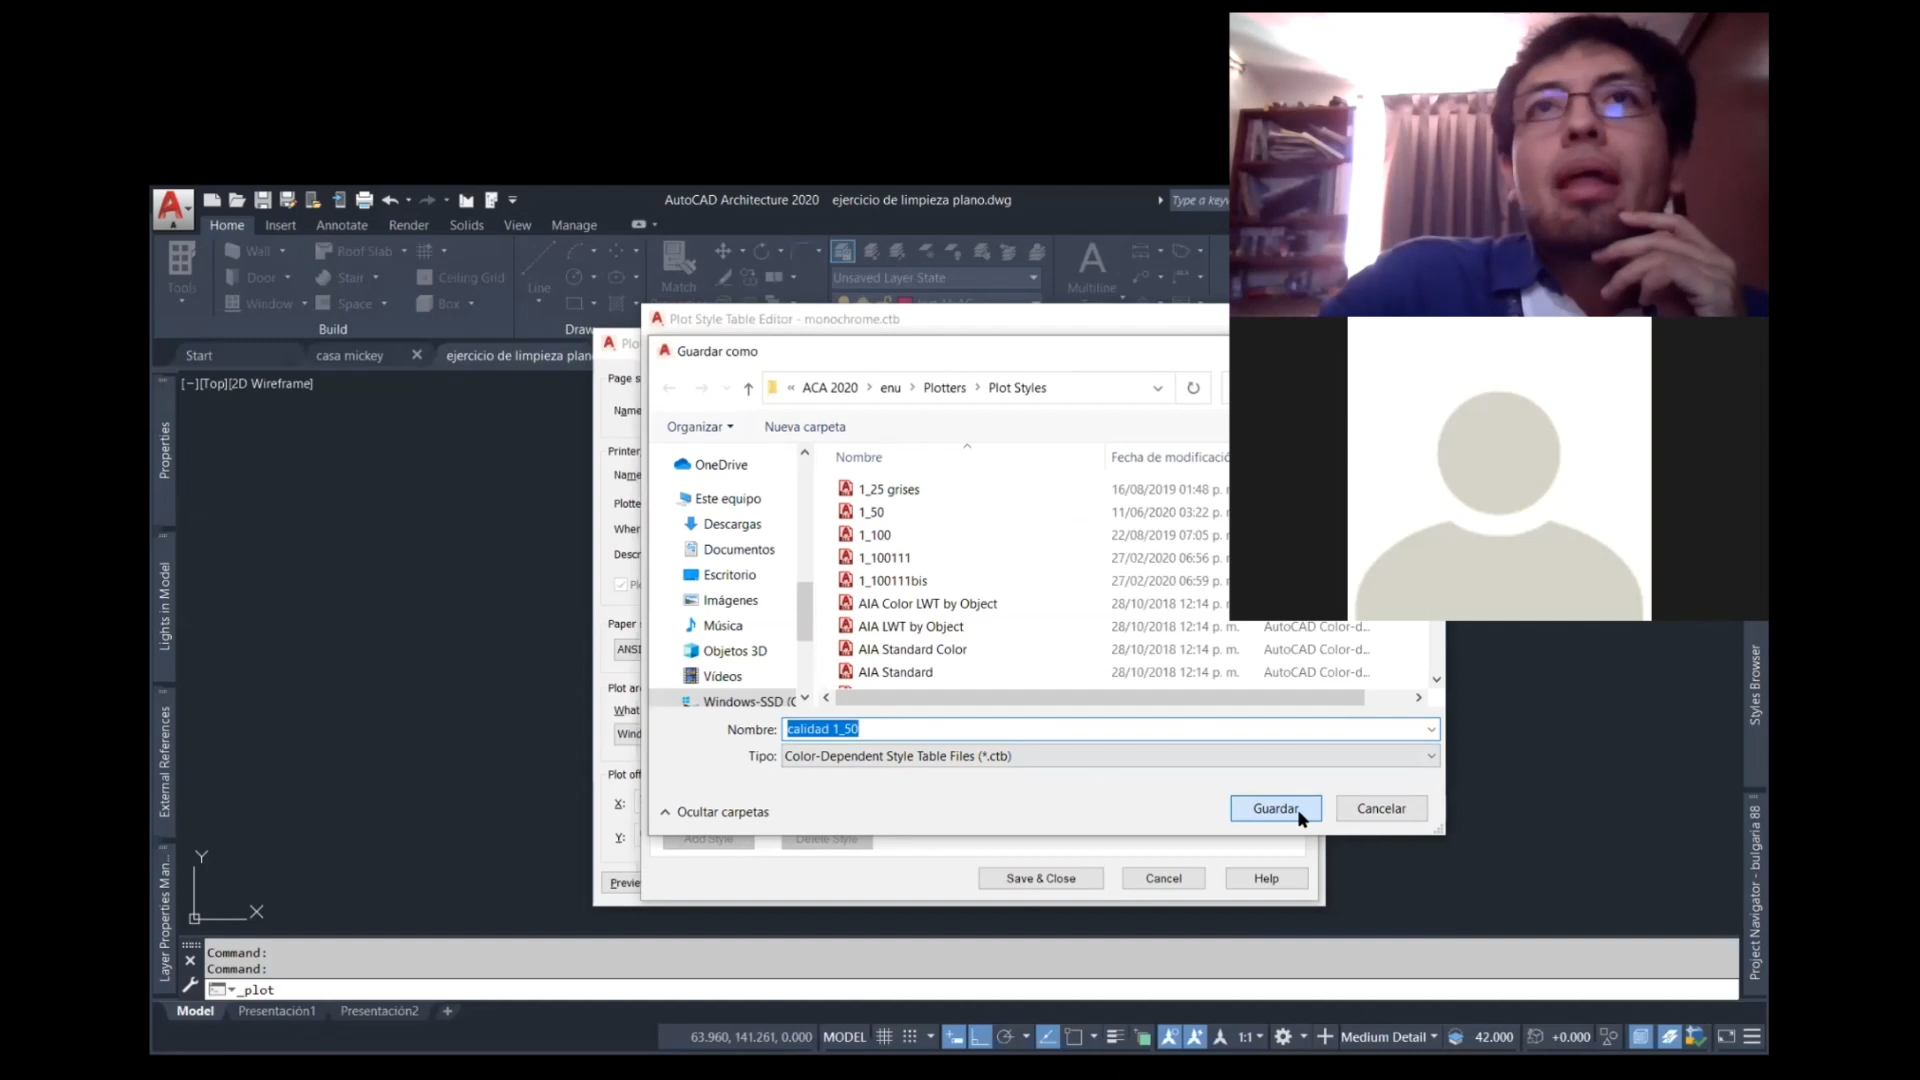 AutoCAD Architecture 2020 ejercicio de limpieza plano.dwg
Home Insert Annotate Render Solids View Manage
Tools
Wall
Door
Window
Roof Slab
Stair
Space
Ceiling Grid
Box
Build
Line
Match
Unsaved Layer State
Multiline
Start casa mickey ejercicio de limpieza plan
[−][Top][2D Wireframe]
Properties
Lights in Model
External References
Layer Properties Man...
Styles Browser
Project Navigator - bulgaria 88
Plot Style Table Editor - monochrome.ctb
Guardar como
« ACA 2020 > enu > Plotters > Plot Styles
Organizar Nueva carpeta
OneDrive
Este equipo
Descargas
Documentos
Escritorio
Imágenes
Música
Objetos 3D
Vídeos
Windows-SSD (C
Nombre Fecha de modificació
1_25 grises 16/08/2019 01:48 p.
1_50 11/06/2020 03:22 p.
1_100 22/08/2019 07:05 p.
1_100111 27/02/2020 06:56 p.
1_100111bis 27/02/2020 06:59 p.
AIA Color LWT by Object 28/10/2018 12:14 p.
AIA LWT by Object 28/10/2018 12:14 p. m. AutoCAD Color-d...
AIA Standard Color 28/10/2018 12:14 p. m. AutoCAD Color-d...
AIA Standard 28/10/2018 12:14 p. m. AutoCAD Color-d...
Nombre: calidad 1_50
Tipo: Color-Dependent Style Table Files (*.ctb)
Ocultar carpetas
Guardar Cancelar
Add Style Delete Style
Save & Close Cancel Help
X:
Y:
Y
X
Command:
Command:
_plot
Model Presentación1 Presentación2 +
63.960, 141.261, 0.000 MODEL 1:1 Medium Detail 42.000 +0.000